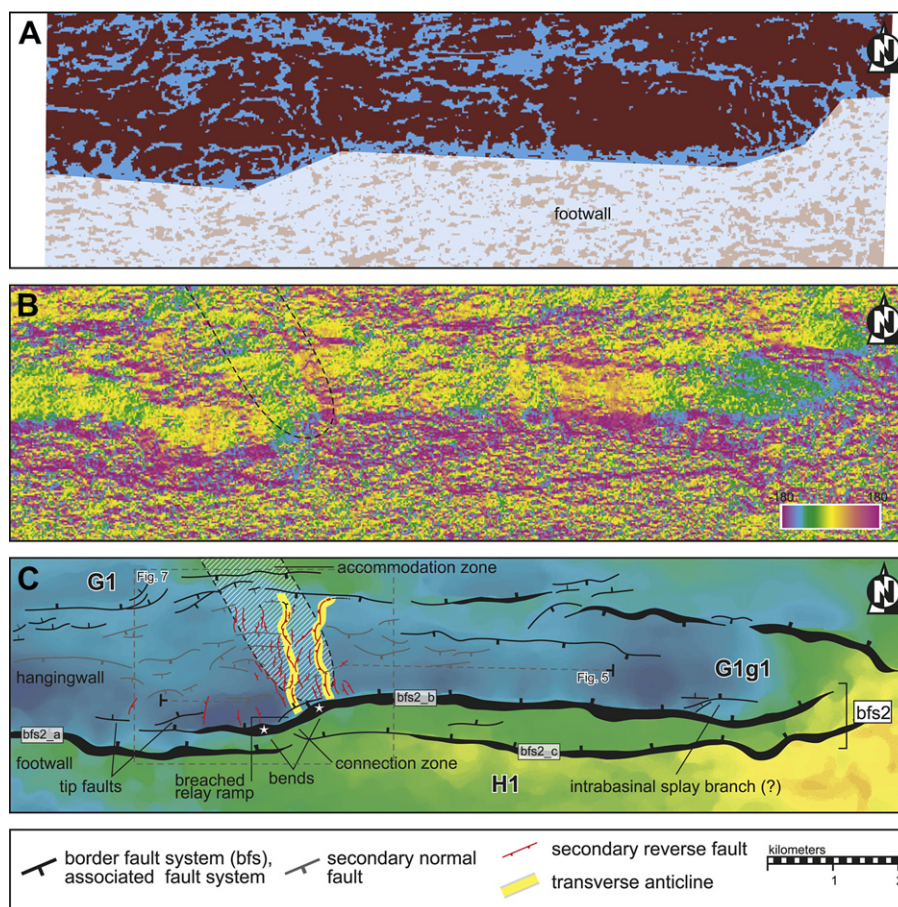 A
N
footwall
B
N
-180 180
C
N
accommodation zone
Fig. 7
G1
hangingwall
G1g1
Fig. 5
bfs2_b
bfs2
bfs2_a
footwall
bfs2_c
tip faults
breached
relay ramp
bends
connection zone
H1
intrabasinal splay branch (?)
border fault system (bfs),
associated fault system
secondary normal
fault
secondary reverse fault
transverse anticline
kilometers
1 2